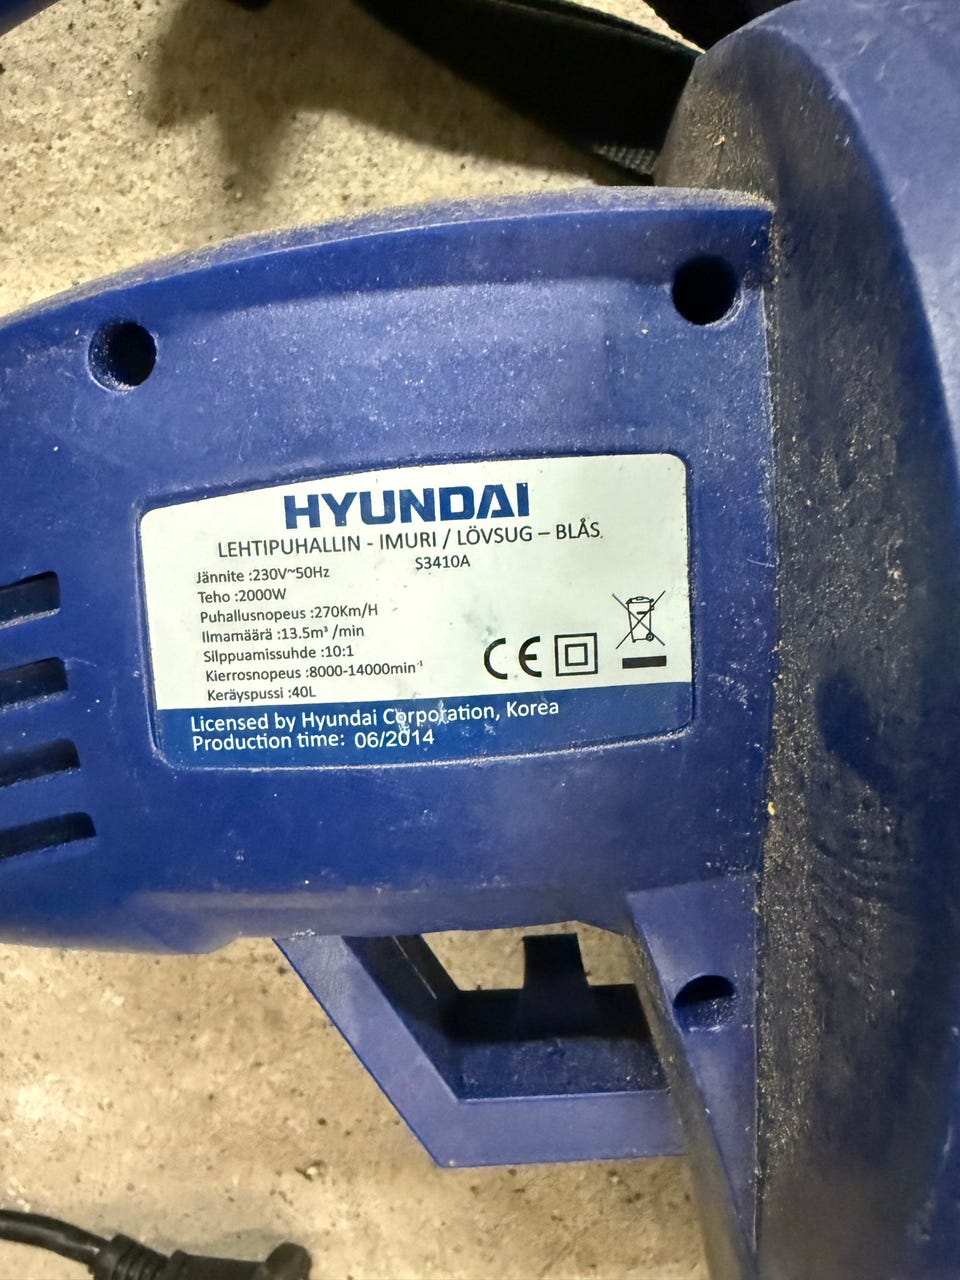 HYUNDAI
LEHTIPUHALLIN - IMURI / LÖVSUG – BLÅS
S3410A
Jännite :230V~50Hz
Teho :2000W
Puhallusnopeus :270Km/H
Ilmamäärä :13.5m³ /min
Silppuamissuhde :10:1
Kierrosnopeus :8000-14000min⁻¹
Keräyspussi :40L
CE
Licensed by Hyundai Corporation, Korea
Production time: 06/2014